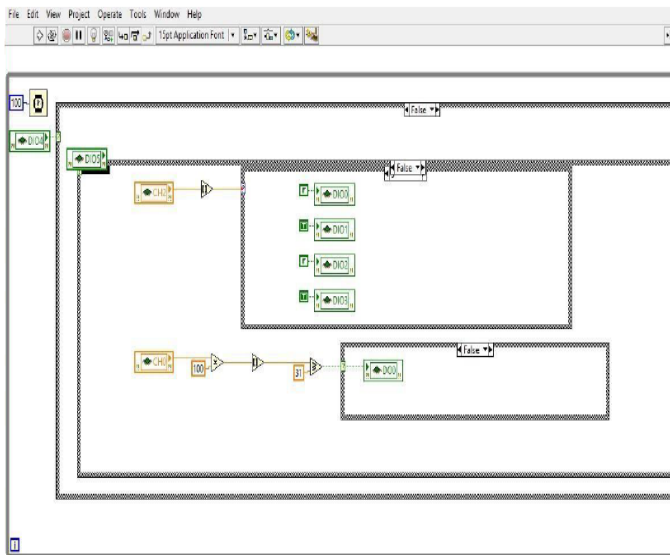 File Edit View Project Operate Tools Window Help
15pt Application Font
100
False
DIO4
DIO5
False
CH2
F DIO0
T DIO1
F DIO2
T DIO3
False
CH0
100
31
DO0
i